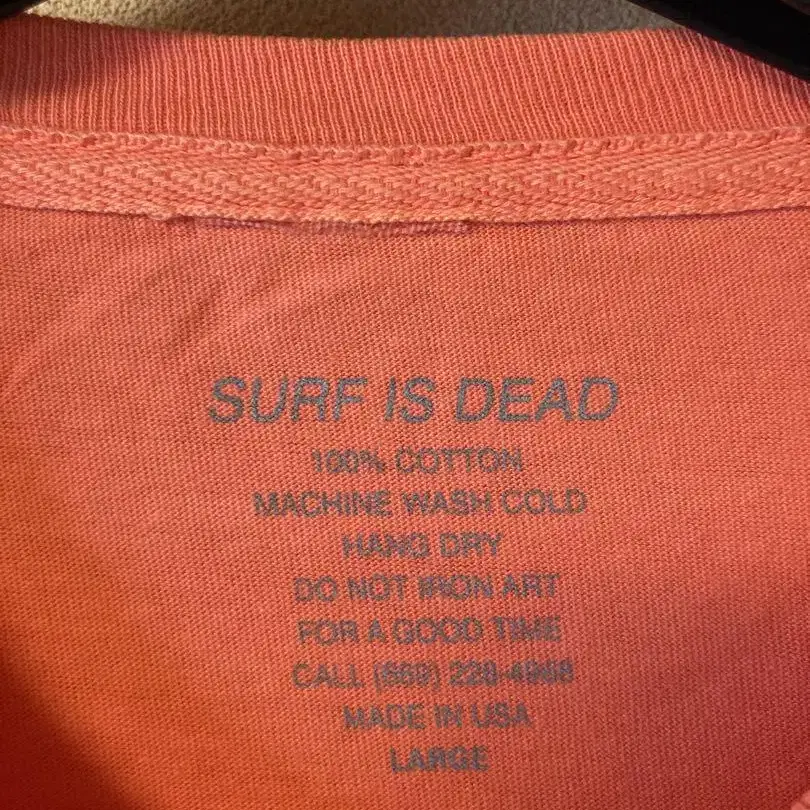 SURF IS DEAD
100% COTTON
MACHINE WASH COLD
HANG DRY
DO NOT IRON ART
FOR A GOOD TIME
CALL
MADE IN USA
LARGE